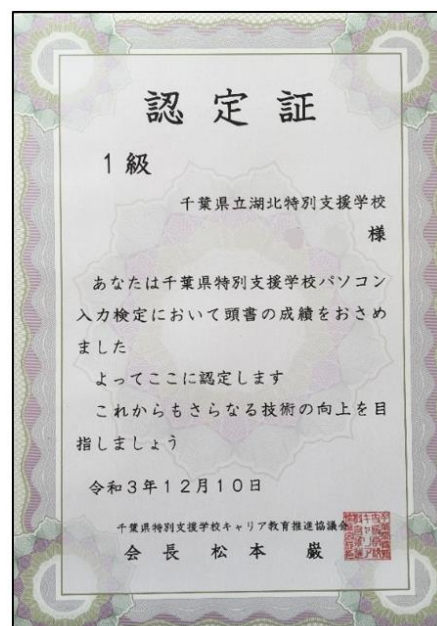 認定証
1級
千葉県立湖北特別支援学校
様
あなたは千葉県特別支援学校パソコン
入力検定において頭書の成績をおさめ
ました
よってここに認定します
これからもさらなる技術の向上を目
指しましょう
令和3年12月10日
千葉県特別支援学校キャリア教育推進協議会
会長 松本 巌